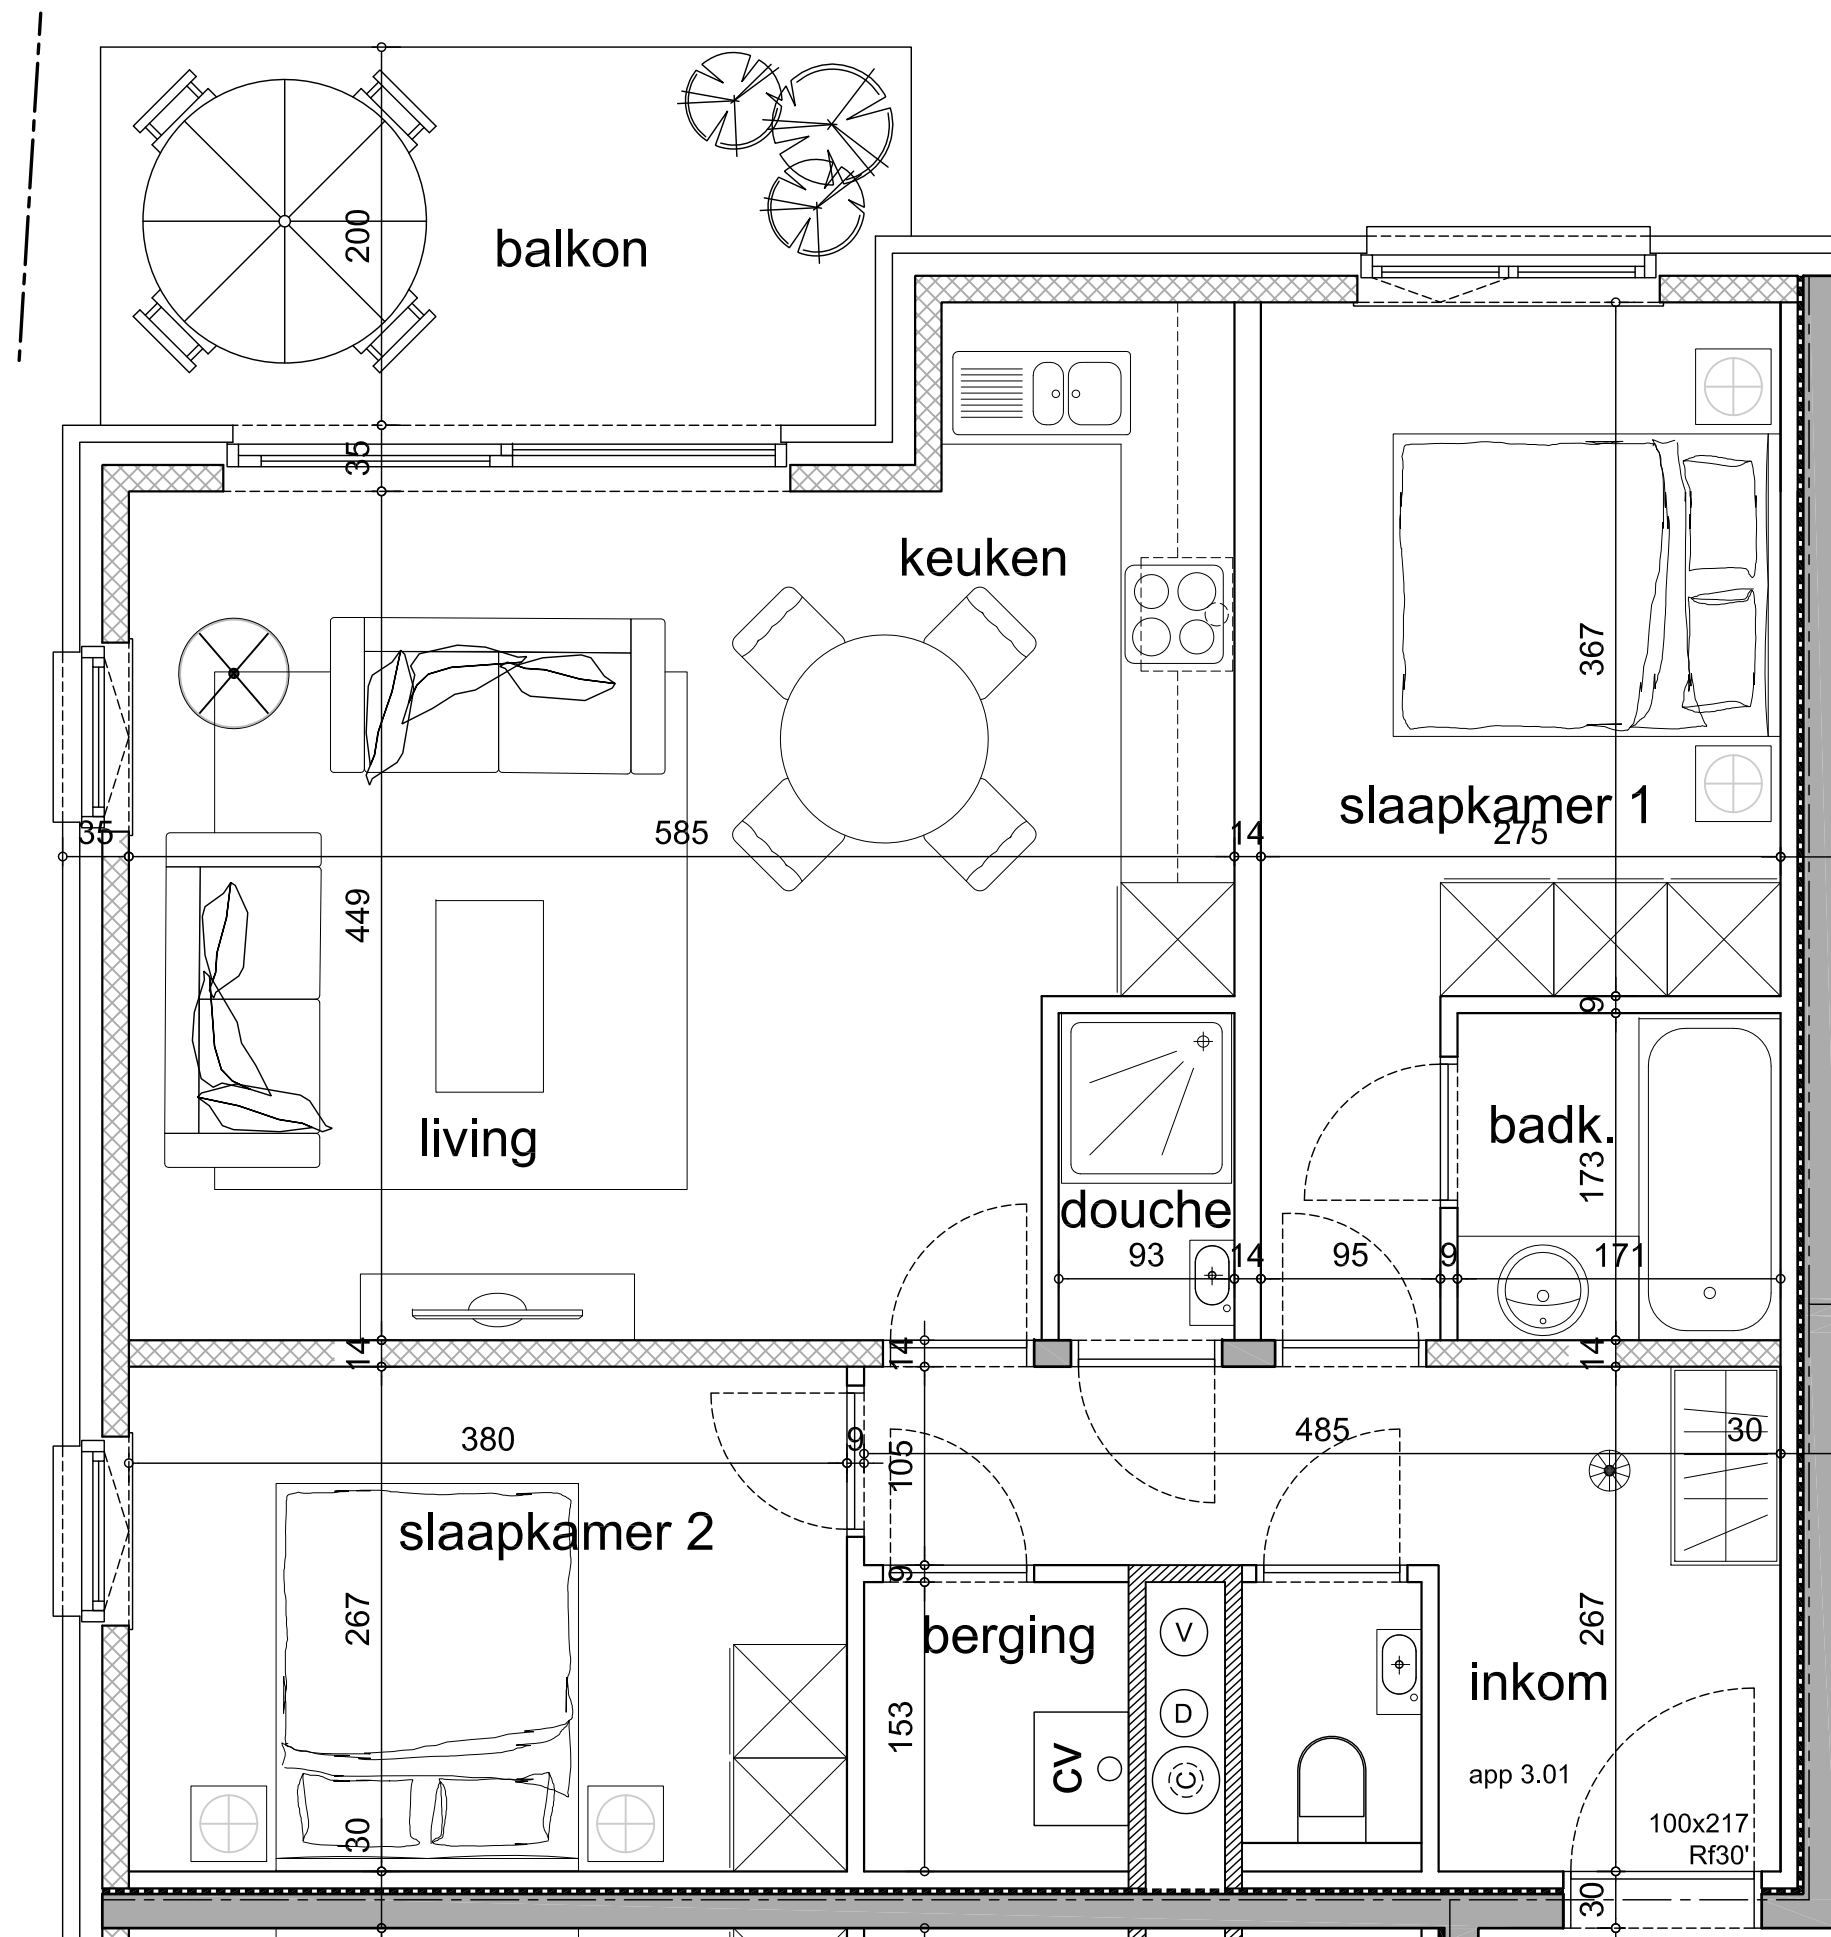 200
balkon
35
keuken
367
slaapkamer 1
35
585
14
275
449
9
living
badk.
173
douche
93
14
95
9
171
14
14
14
380
9
105
485
30
slaapkamer 2
9
267
berging
V
267
inkom
153
D
CV
C
app 3.01
30
100x217
Rf30'
30